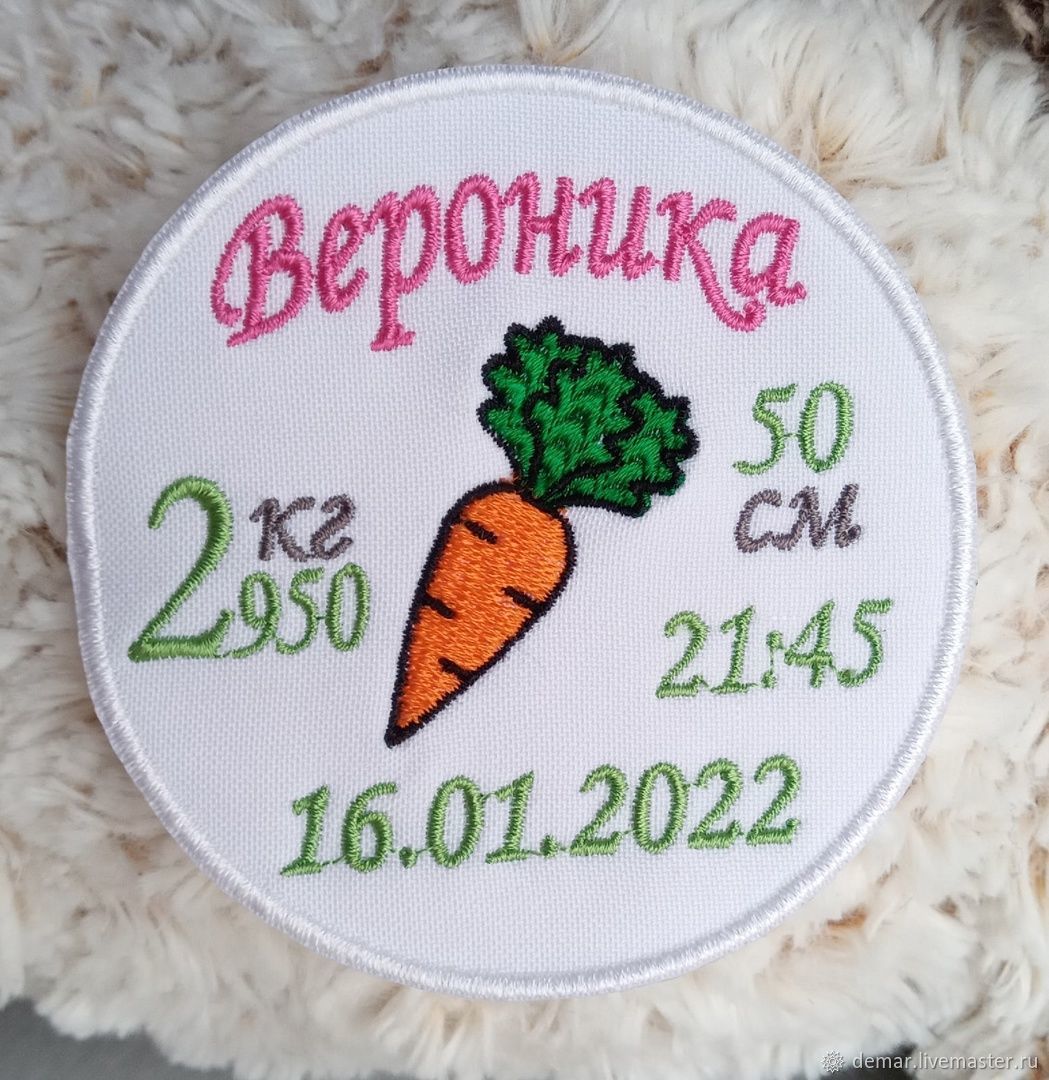 Вероника
50
см
2 кг
950
21:45
16.01.2022
demar.livemaster.ru